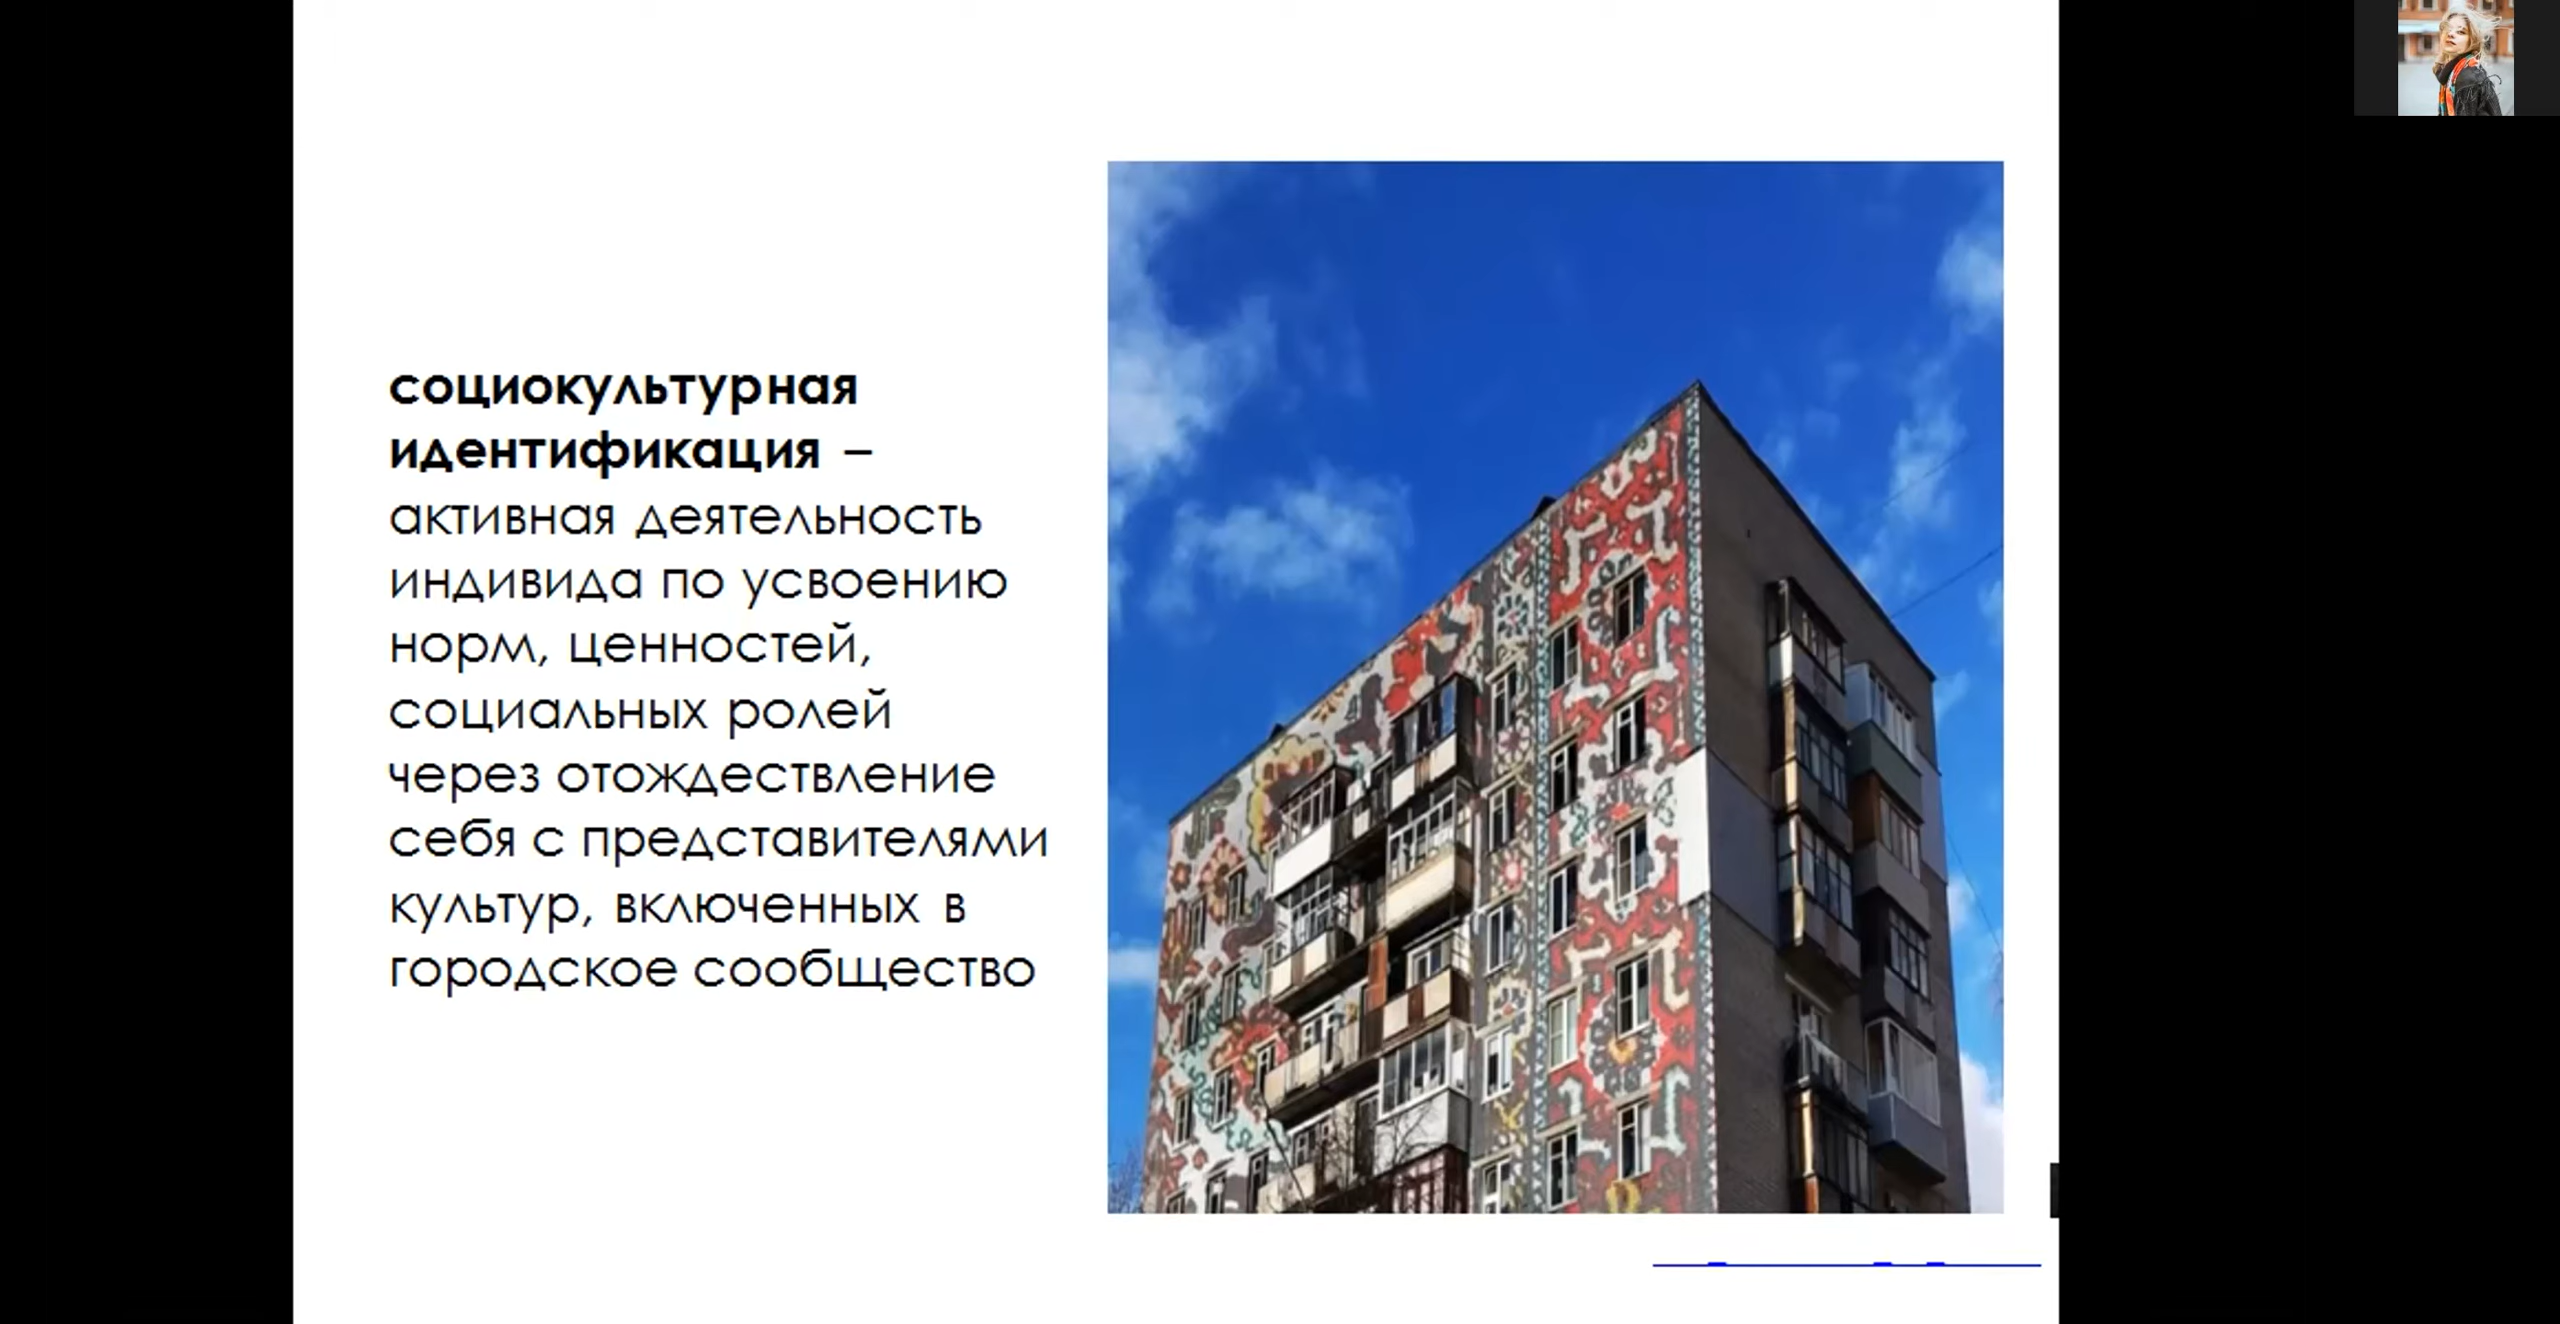 социокультурная
идентификация –
активная деятельность
индивида по усвоению
норм, ценностей,
социальных ролей
через отождествление
себя с представителями
культур, включенных в
городское сообщество